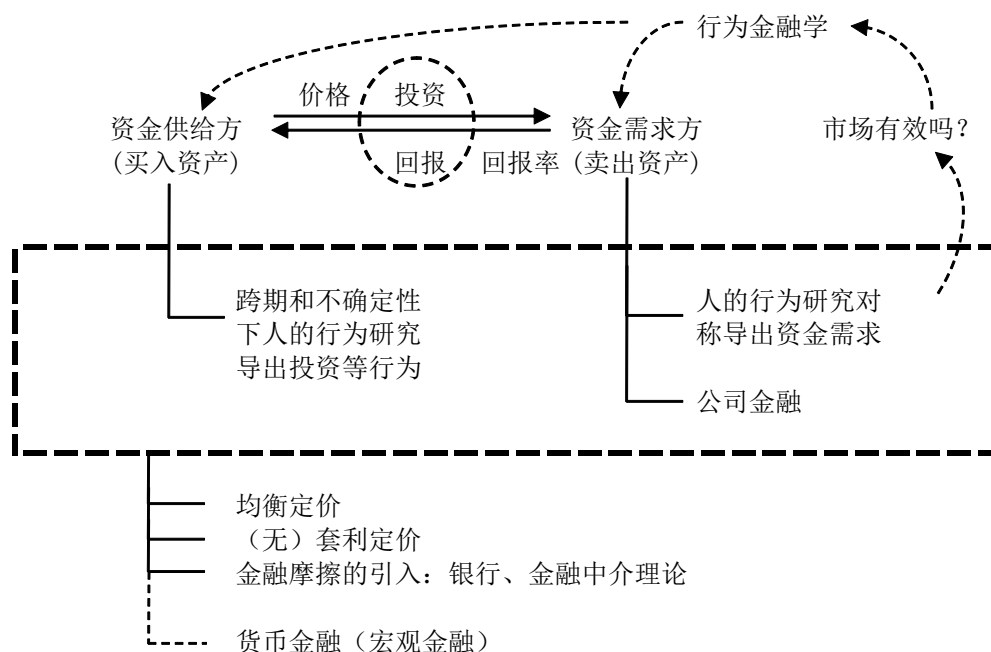 行为金融学
价格 投资
资金供给方
(买入资产)
资金需求方
(卖出资产)
市场有效吗？
回报 回报率
跨期和不确定性
下人的行为研究
导出投资等行为
人的行为研究对
称导出资金需求
公司金融
均衡定价
（无）套利定价
金融摩擦的引入：银行、金融中介理论
货币金融（宏观金融）